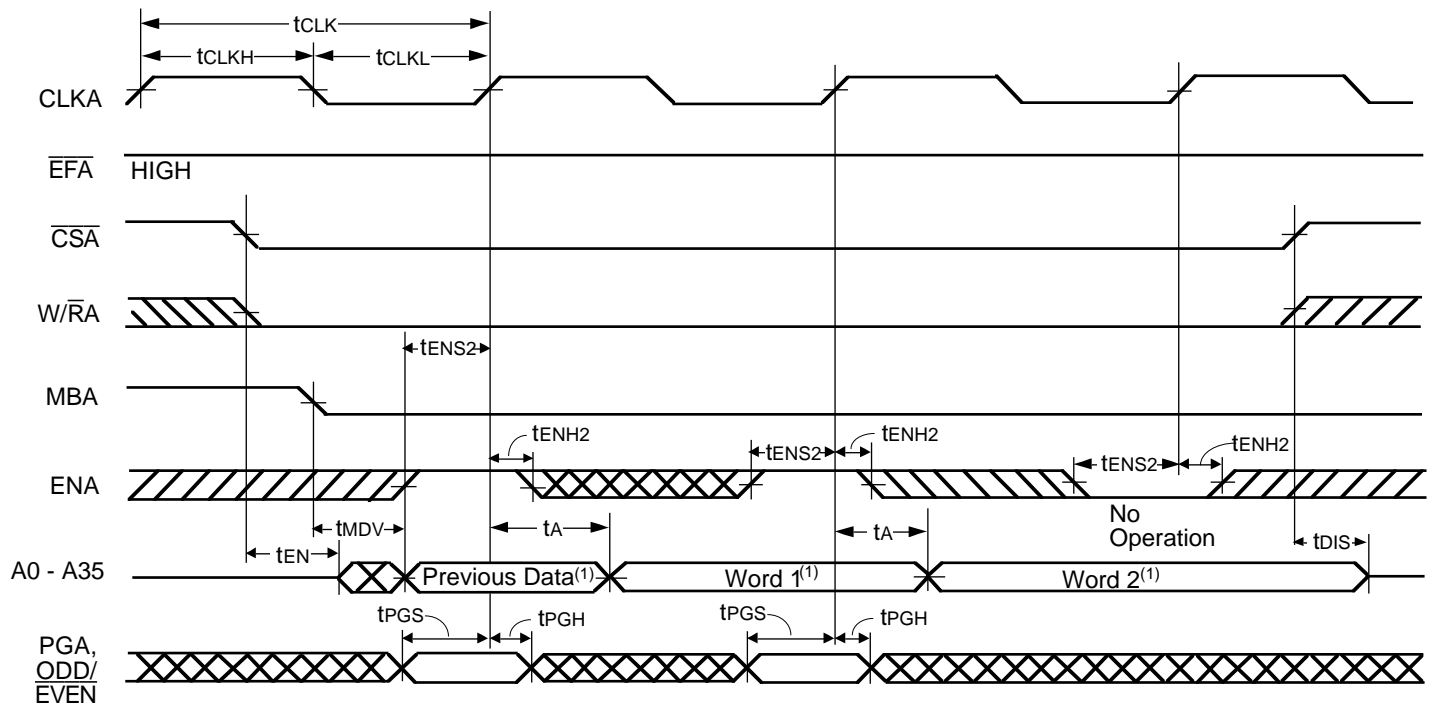 tCLK
tCLKH tCLKL
CLKA
EFA HIGH
CSA
W/RA
tENS2
MBA
tENH2 tENS2 tENH2 tENS2 tENH2
ENA
No
Operation
tMDV tA tA
tEN tDIS
A0 - A35 Previous Data(1) Word 1(1) Word 2(1)
tPGS tPGH tPGS tPGH
PGA,
ODD/
EVEN